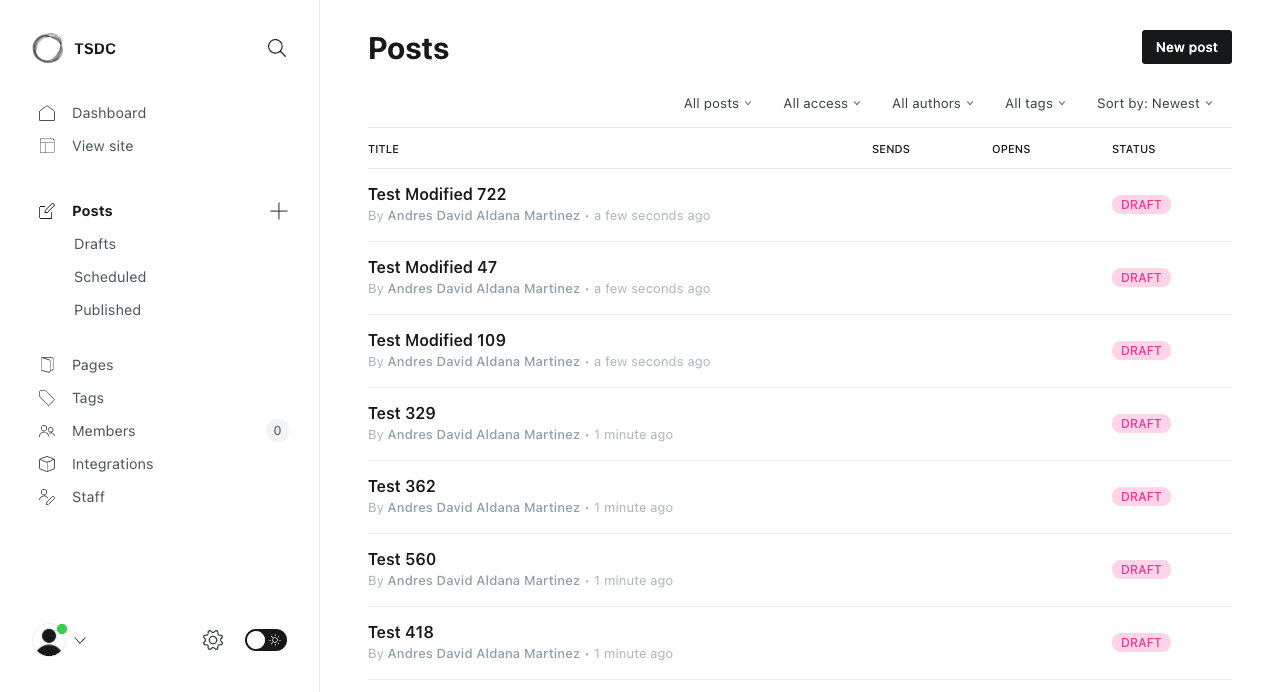 TSDC
Dashboard
View site
Posts
Drafts
Scheduled
Published
Pages
Tags
Members 0
Integrations
Staff
Posts
New post
All posts All access All authors All tags Sort by: Newest
TITLE SENDS OPENS STATUS
Test Modified 722
By Andres David Aldana Martinez • a few seconds ago
DRAFT
Test Modified 47
By Andres David Aldana Martinez • a few seconds ago
DRAFT
Test Modified 109
By Andres David Aldana Martinez • a few seconds ago
DRAFT
Test 329
By Andres David Aldana Martinez • 1 minute ago
DRAFT
Test 362
By Andres David Aldana Martinez • 1 minute ago
DRAFT
Test 560
By Andres David Aldana Martinez • 1 minute ago
DRAFT
Test 418
By Andres David Aldana Martinez • 1 minute ago
DRAFT